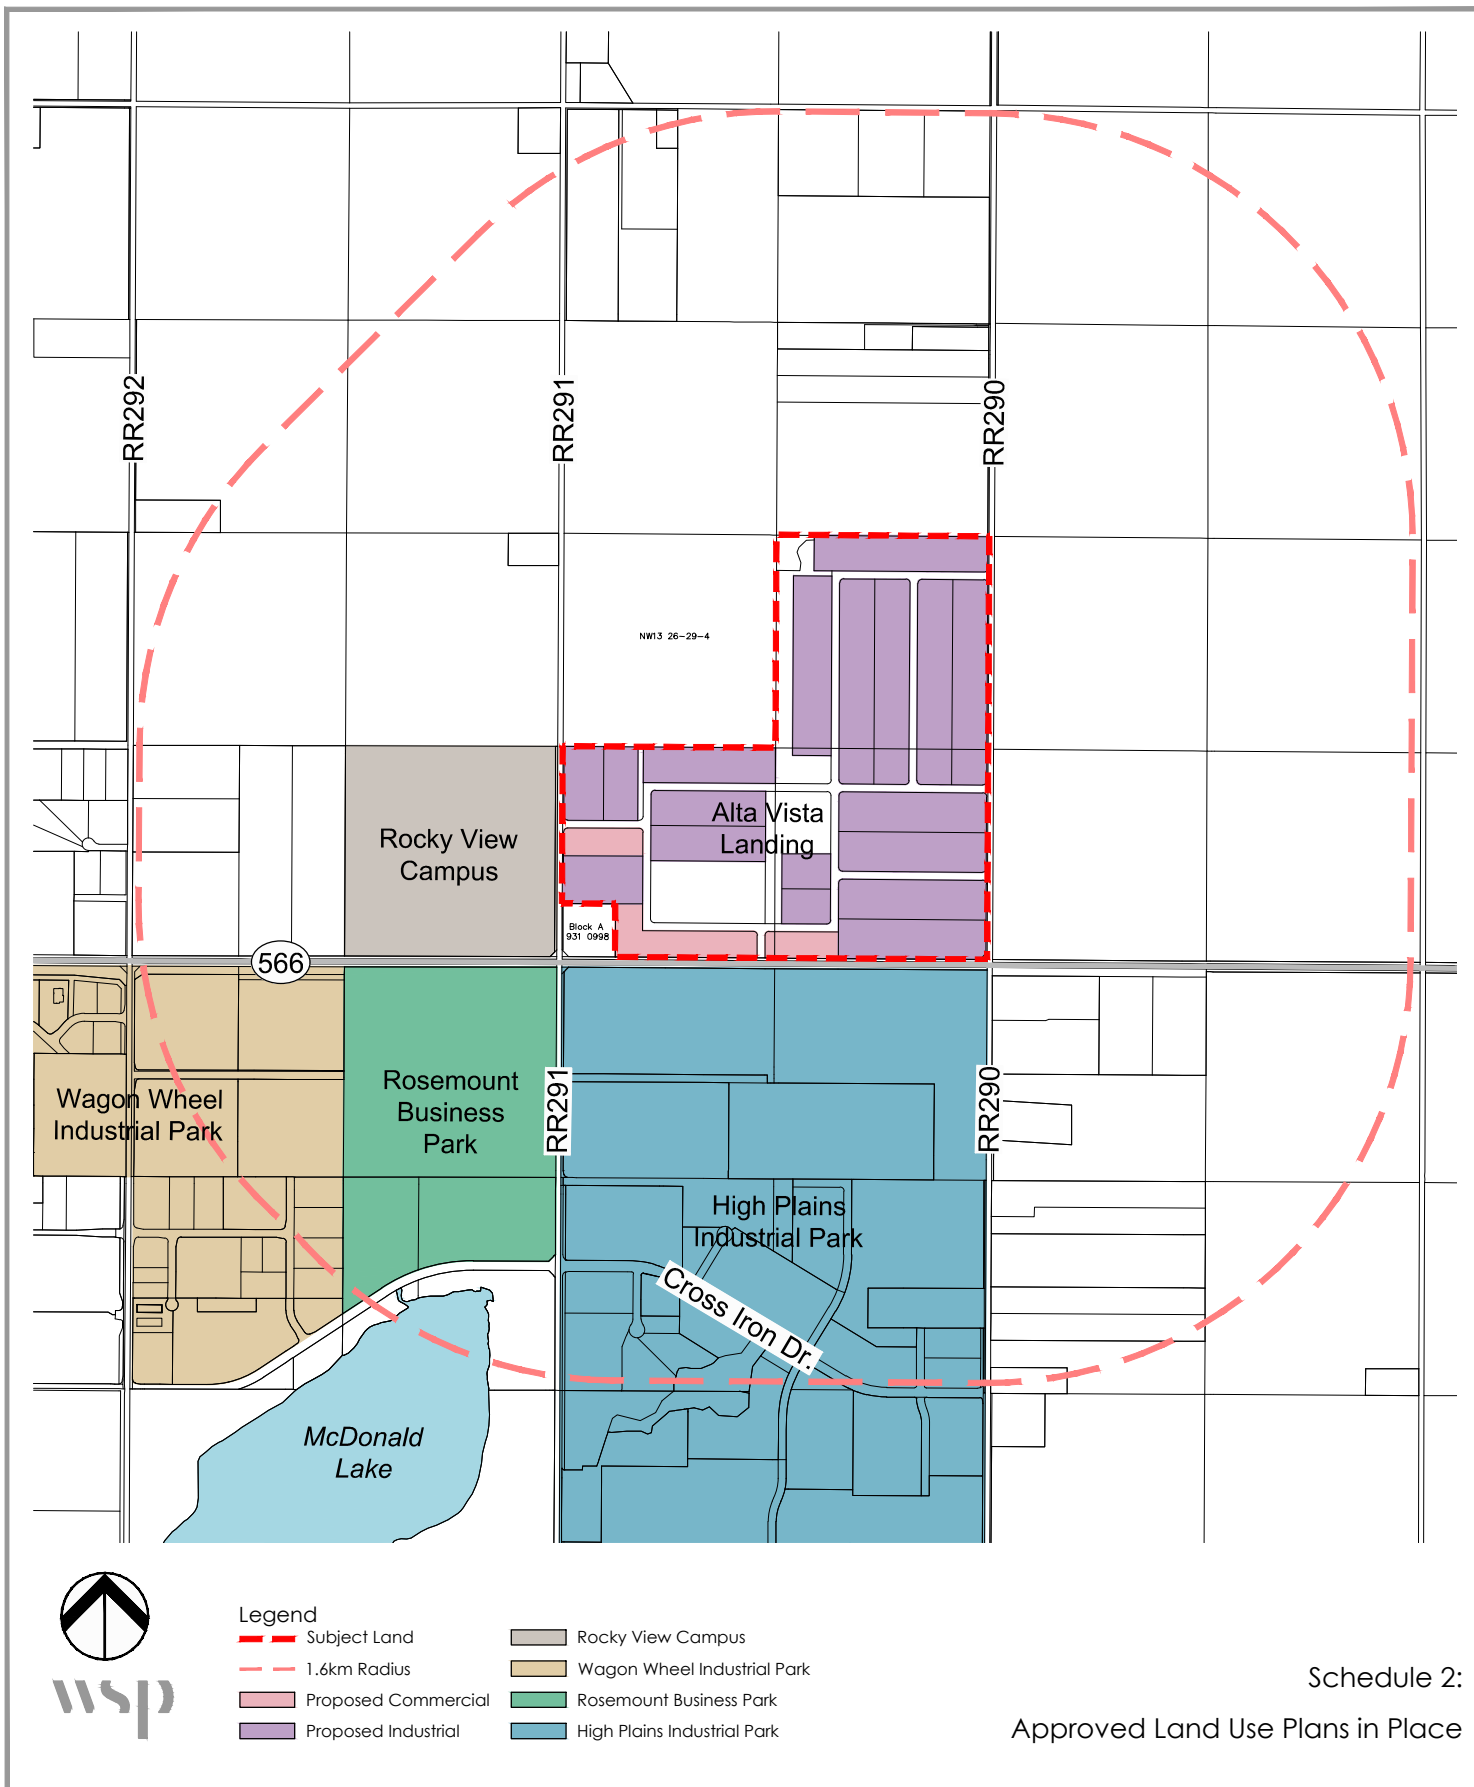 RR292
RR291
RR290
NW13 26-29-4
Alta Vista
Landing
Rocky View
Campus
Block A
931 0998
566
Wagon Wheel
Industrial Park
Rosemount
Business
Park
RR291
RR290
High Plains
Industrial Park
Cross Iron Dr.
McDonald
Lake
wsp
Legend
Subject Land
1.6km Radius
Proposed Commercial
Proposed Industrial
Rocky View Campus
Wagon Wheel Industrial Park
Rosemount Business Park
High Plains Industrial Park
Schedule 2:
Approved Land Use Plans in Place